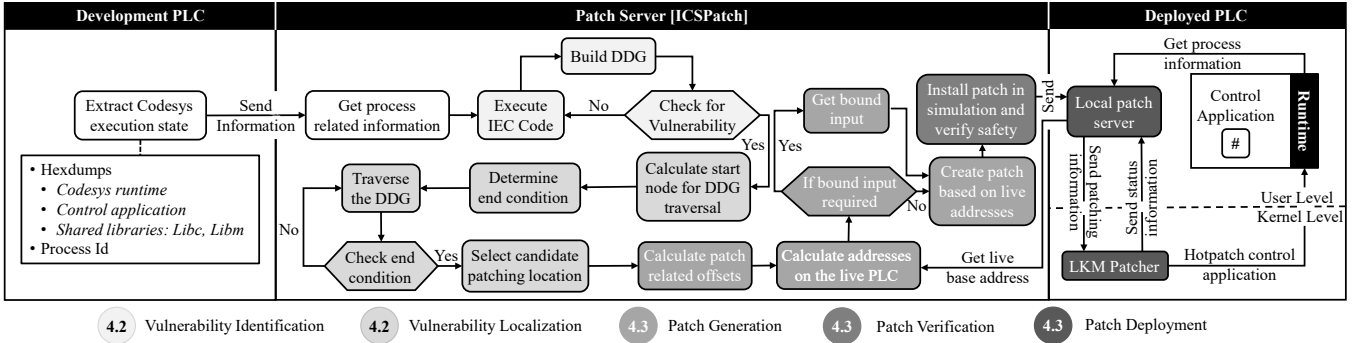 Development PLC
Patch Server [ICSPatch]
Deployed PLC
Extract Codesys
execution state
Send
Information
• Hexdumps
• Codesys runtime
• Control application
• Shared libraries: Libc, Libm
• Process Id
Get process
related information
Execute
IEC Code
Build DDG
No
Check for
Vulnerability
Yes
Calculate start
node for DDG
traversal
Determine
end condition
Traverse
the DDG
No
Check end
condition
Yes
Select candidate
patching location
Calculate patch
related offsets
Calculate addresses
on the live PLC
If bound input
required
Yes
No
Get bound
input
Create patch
based on live
addresses
Install patch in
simulation and
verify safety
Send
Get live
base address
Get process
information
Local patch
server
Control
Application
#
Runtime
Send patching
information
Send status
information
User Level
Kernel Level
LKM Patcher
Hotpatch control
application
4.2 Vulnerability Identification
4.2 Vulnerability Localization
4.3 Patch Generation
4.3 Patch Verification
4.3 Patch Deployment